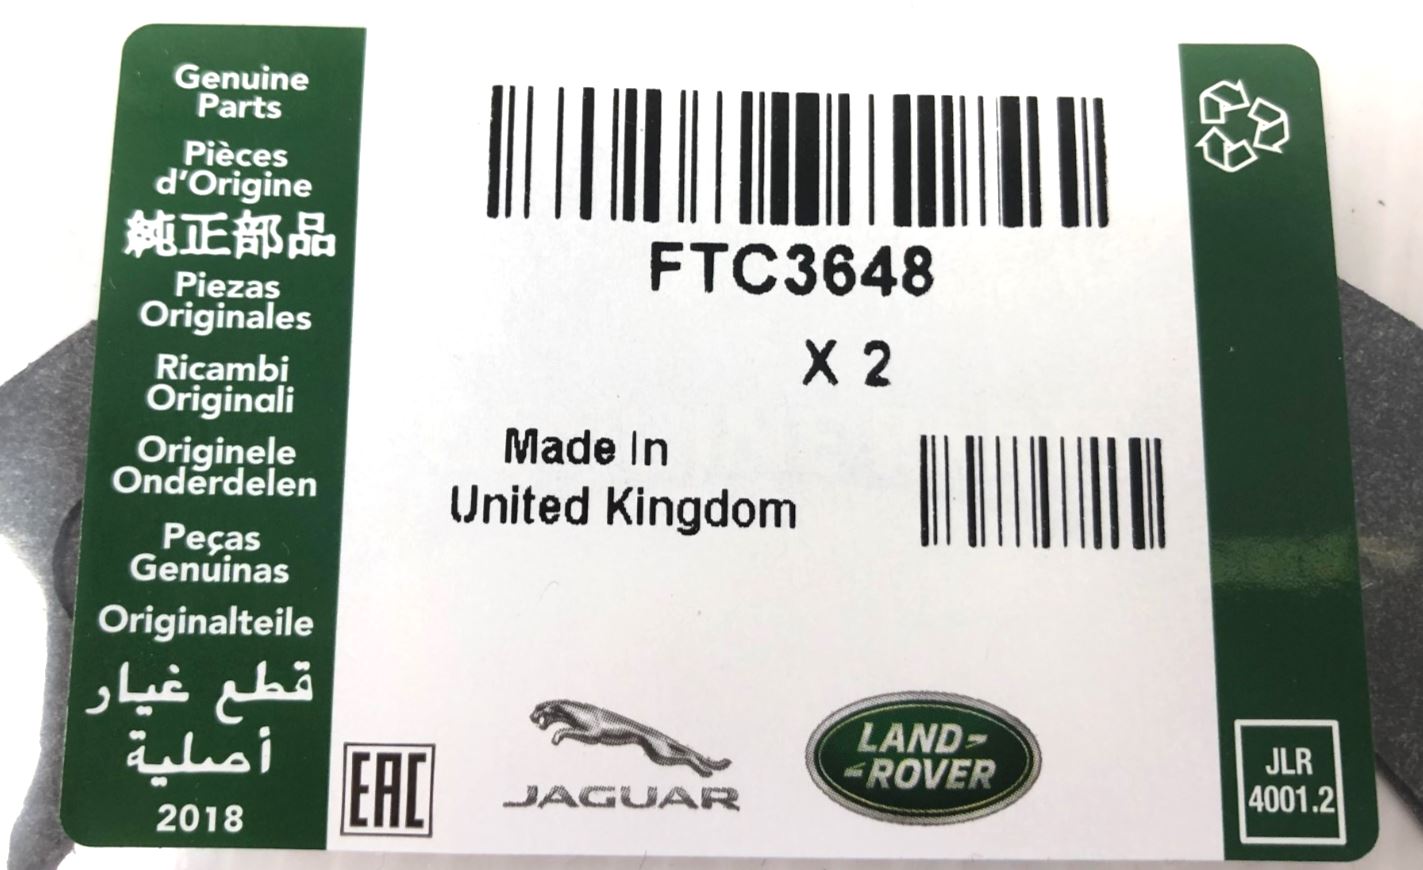 Genuine
Parts
Pièces
d'Origine
純正部品
Piezas
Originales
Ricambi
Originali
Originele
Onderdelen
Peças
Genuinas
Originalteile
قطع غيار
أصلية
2018
FTC3648
X 2
Made In
United Kingdom
EAC
JAGUAR
LAND-
-ROVER
JLR
4001.2